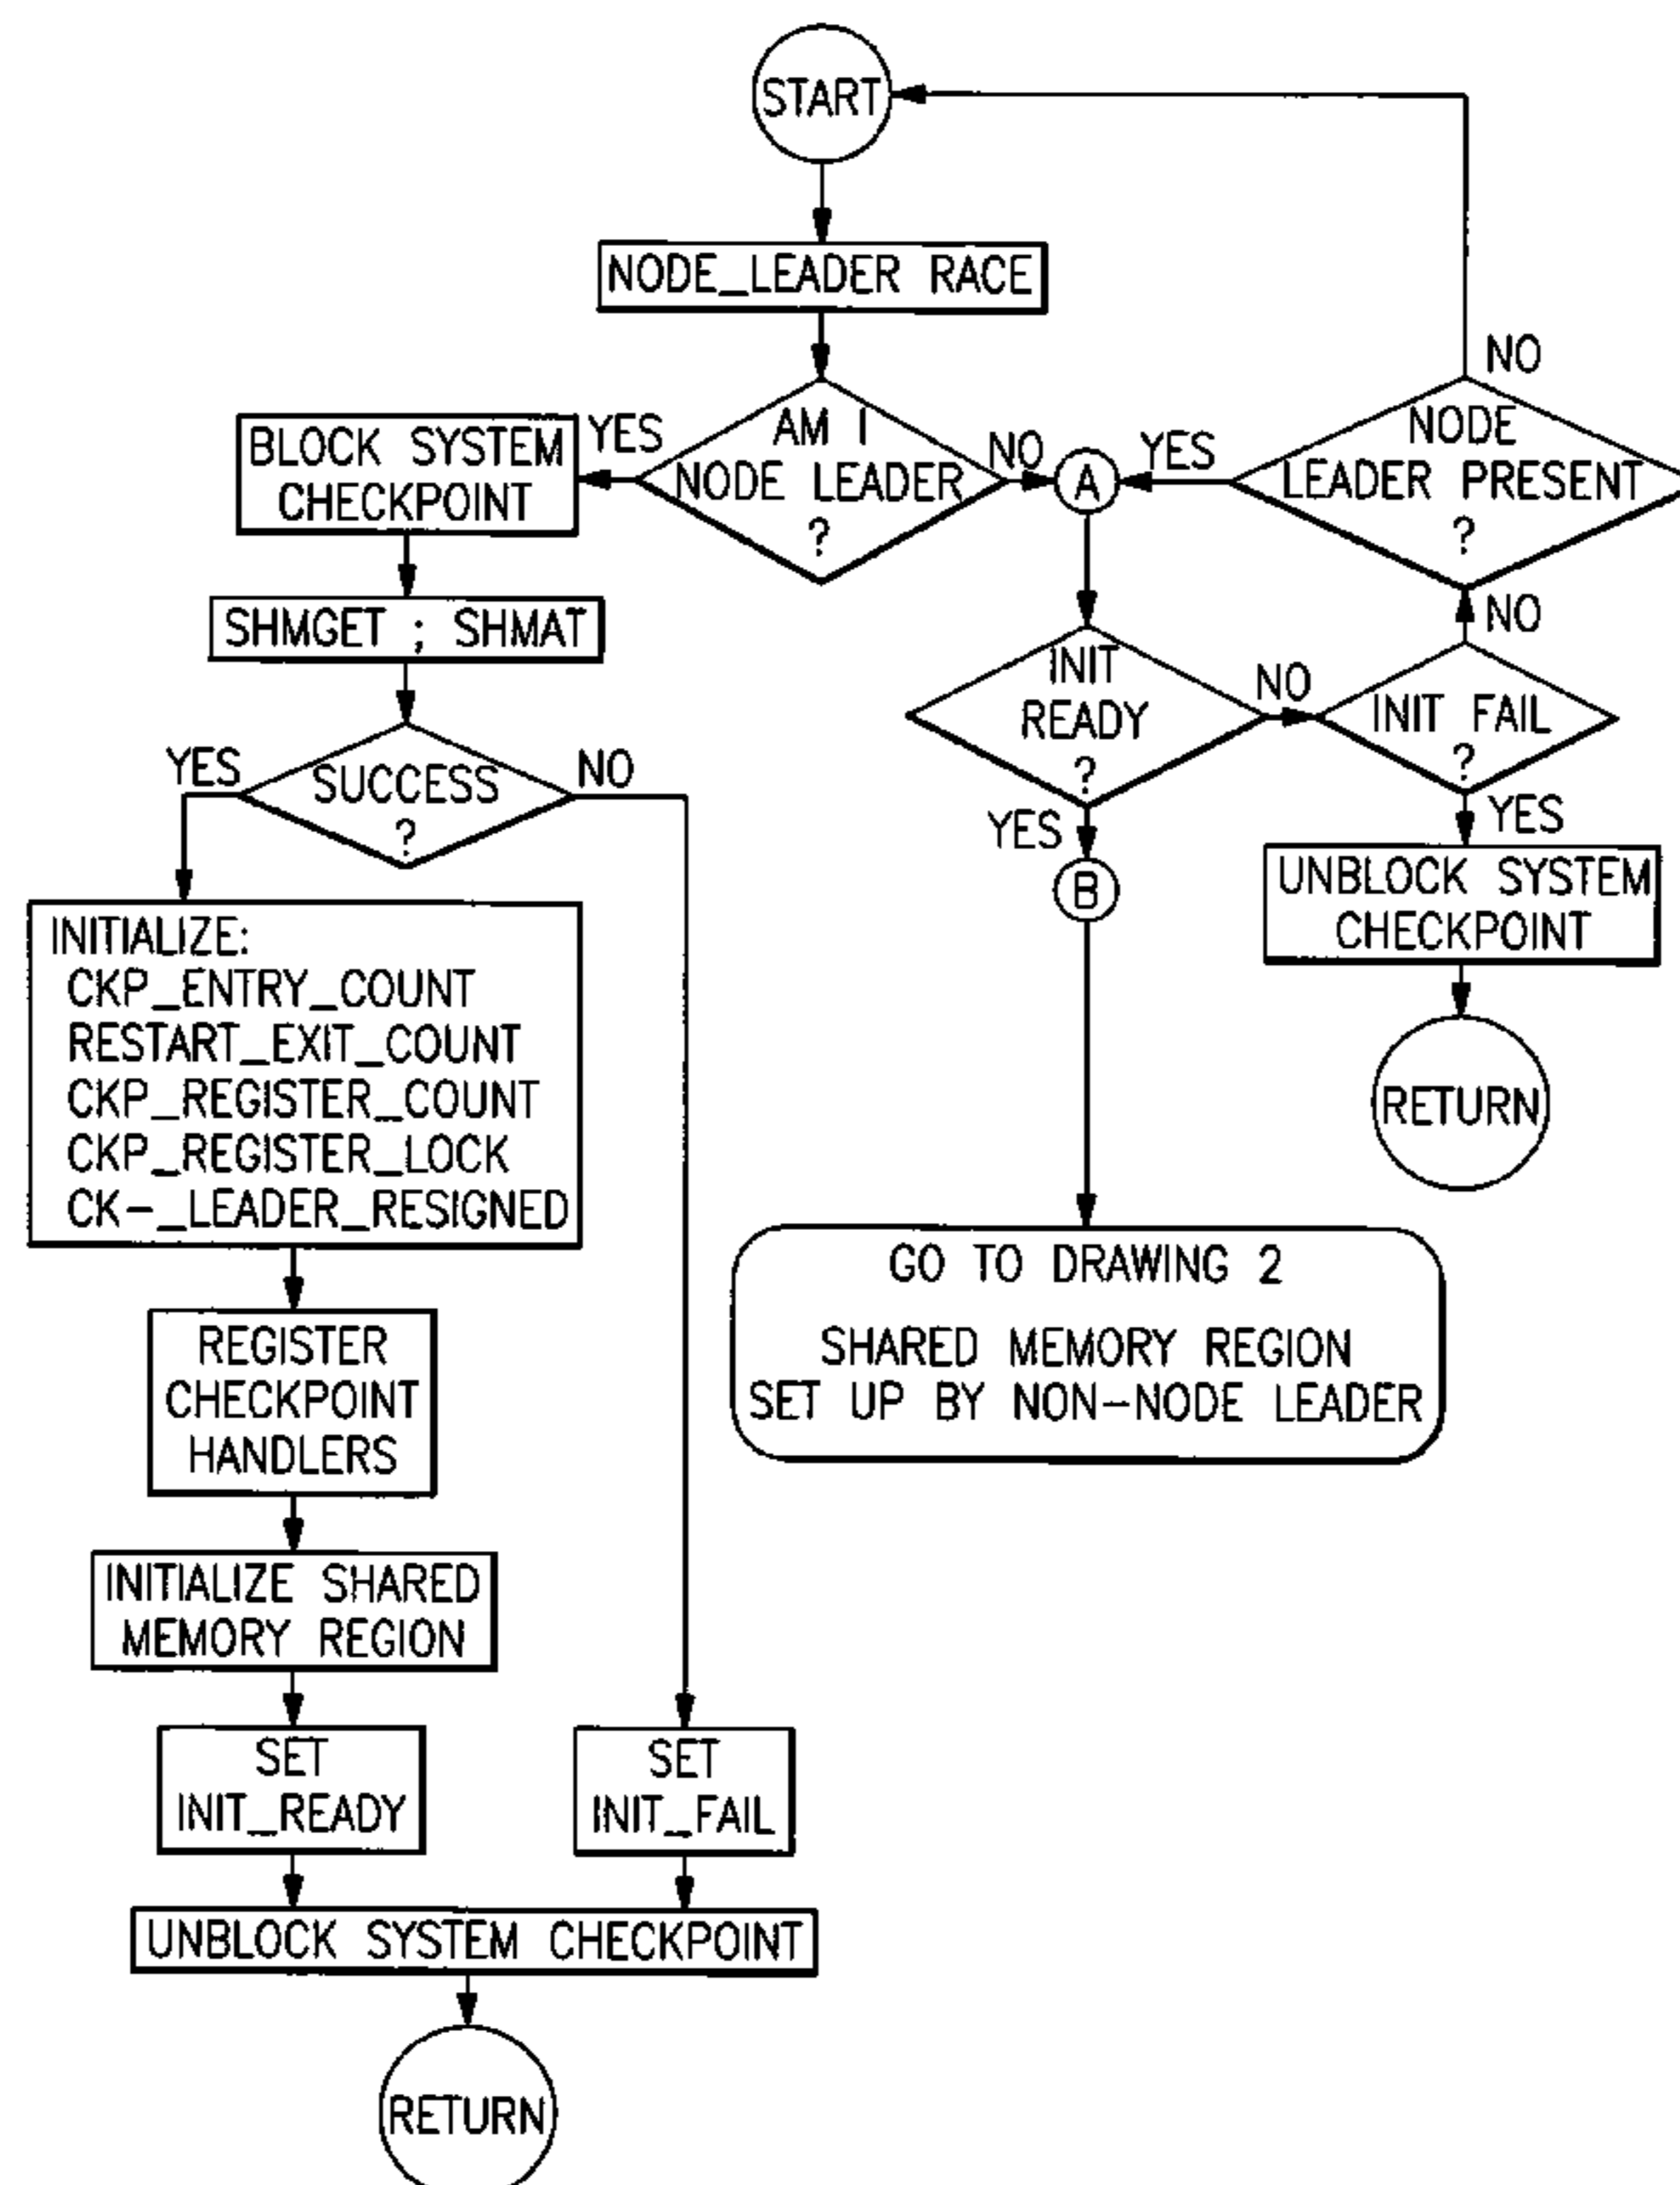 START
NODE_LEADER RACE
NO
AM I
NODE LEADER
?
YES
NO
A
YES
NODE
LEADER PRESENT
?
BLOCK SYSTEM
CHECKPOINT
SHMGET ; SHMAT
NO
INIT
READY
?
NO
INIT FAIL
?
YES
SUCCESS
?
NO
YES
B
YES
UNBLOCK SYSTEM
CHECKPOINT
RETURN
INITIALIZE:
CKP_ENTRY_COUNT
RESTART_EXIT_COUNT
CKP_REGISTER_COUNT
CKP_REGISTER_LOCK
CK-_LEADER_RESIGNED
GO TO DRAWING 2
SHARED MEMORY REGION
SET UP BY NON-NODE LEADER
REGISTER
CHECKPOINT
HANDLERS
INITIALIZE SHARED
MEMORY REGION
SET
INIT_READY
SET
INIT_FAIL
UNBLOCK SYSTEM CHECKPOINT
RETURN